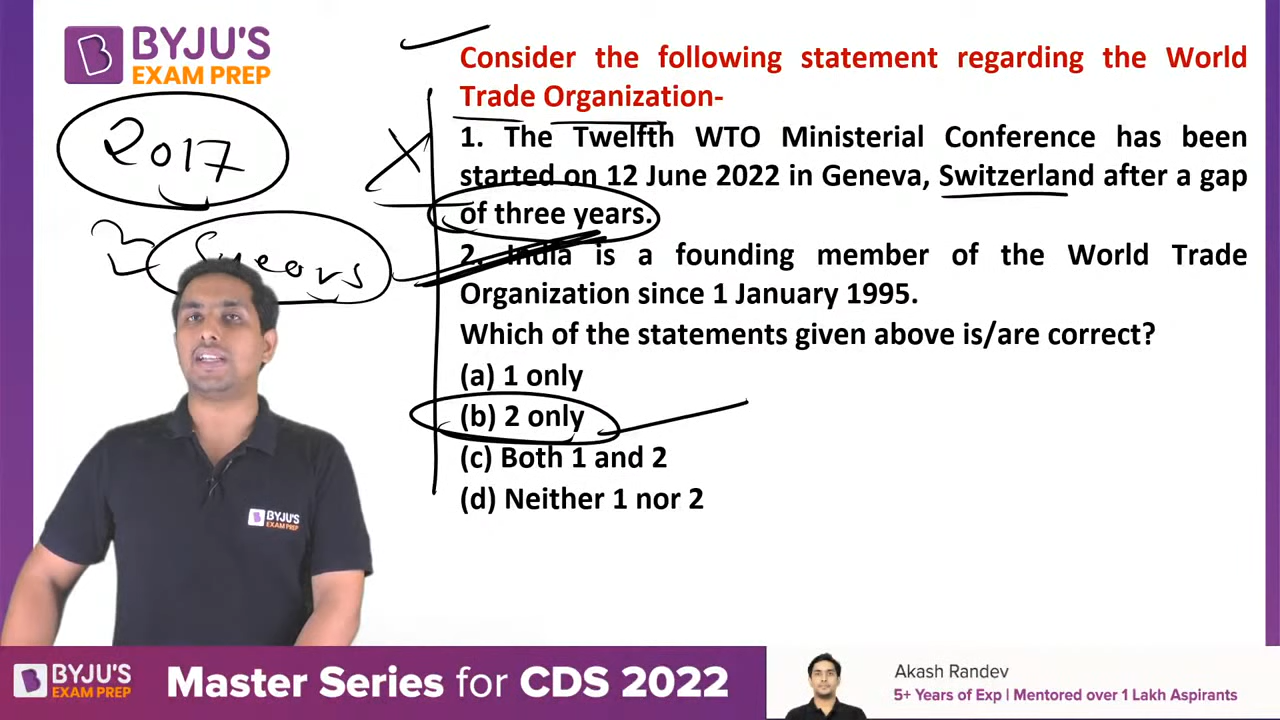 BYJU'S
EXAM PREP
Consider the following statement regarding the World
Trade Organization-
1. The Twelfth WTO Ministerial Conference has been
started on 12 June 2022 in Geneva, Switzerland after a gap
of three years.
2. India is a founding member of the World Trade
Organization since 1 January 1995.
Which of the statements given above is/are correct?
(a) 1 only
(b) 2 only
(c) Both 1 and 2
(d) Neither 1 nor 2
2017
5 years
BYJU'S
EXAM PREP
BYJU'S
EXAM PREP
Master Series for CDS 2022
Akash Randev
5+ Years of Exp | Mentored over 1 Lakh Aspirants